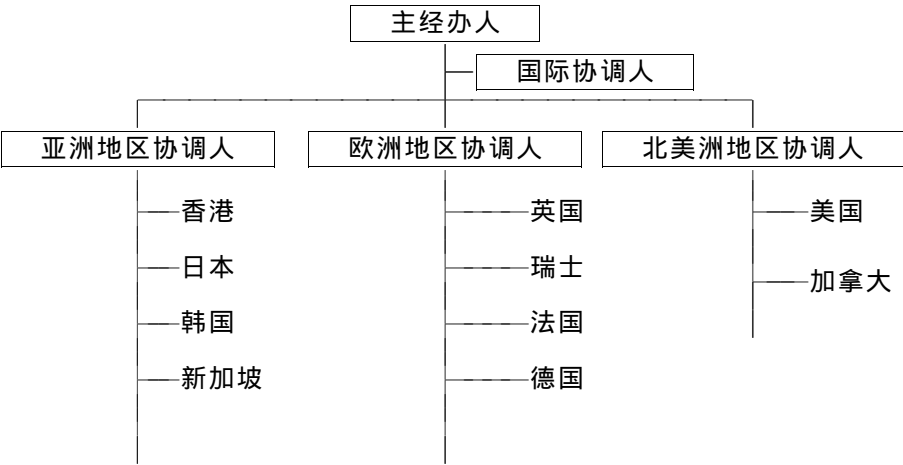 主经办人
国际协调人
亚洲地区协调人
欧洲地区协调人
北美洲地区协调人
香港
英国
美国
日本
瑞士
加拿大
韩国
法国
新加坡
德国